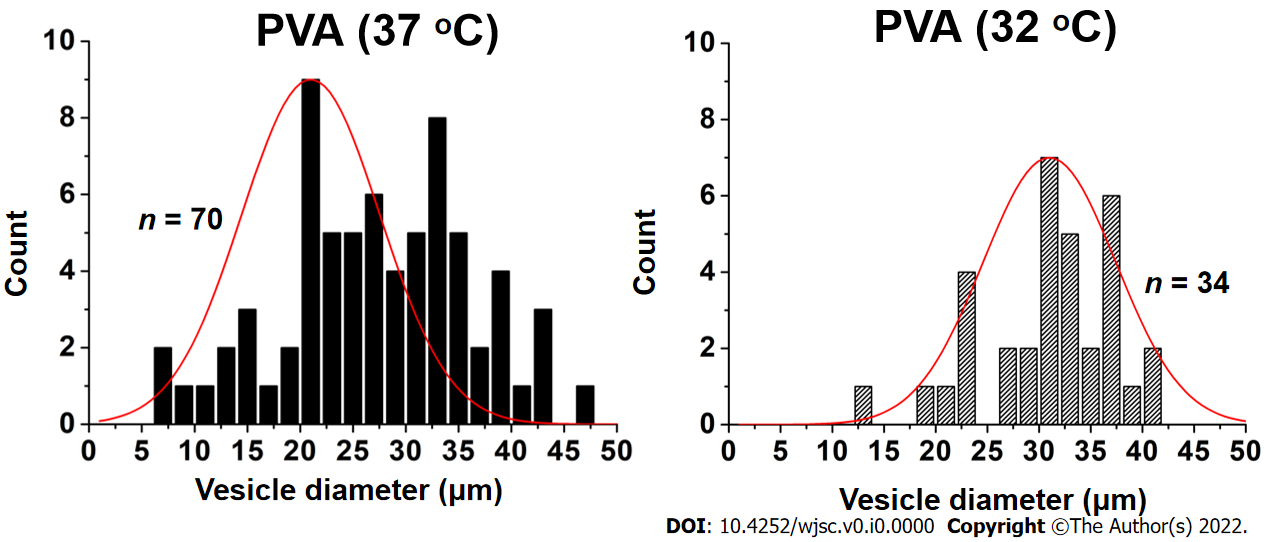 PVA (37 °C)
10
8
6
4
2
0
Count
n = 70
0 5 10 15 20 25 30 35 40 45 50
Vesicle diameter (μm)
PVA (32 °C)
10
8
6
4
2
0
Count
n = 34
0 5 10 15 20 25 30 35 40 45 50
Vesicle diameter (μm)
DOI: 10.4252/wjsc.v0.i0.0000 Copyright ©The Author(s) 2022.